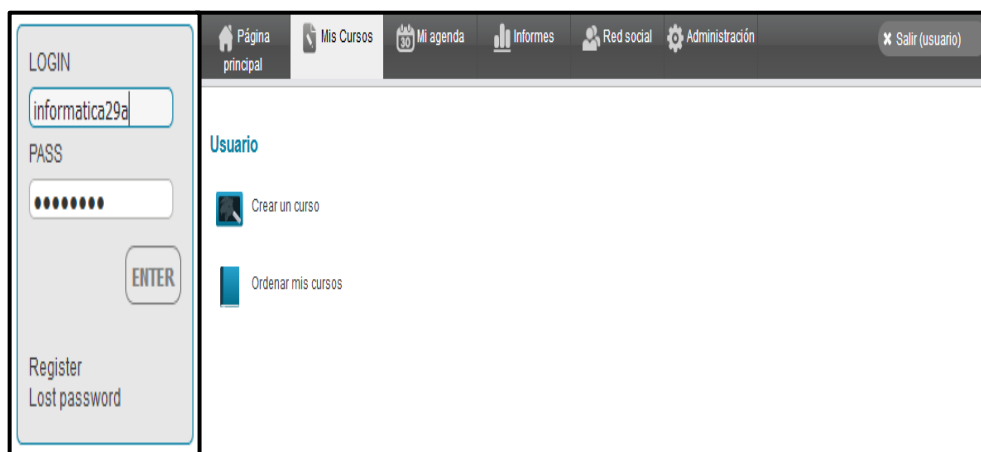 LOGIN
informatica29a
PASS
ENTER
Register
Lost password
Página principal
Mis Cursos
30
Mi agenda
Informes
Red social
Administración
Salir (usuario)
Usuario
Crear un curso
Ordenar mis cursos